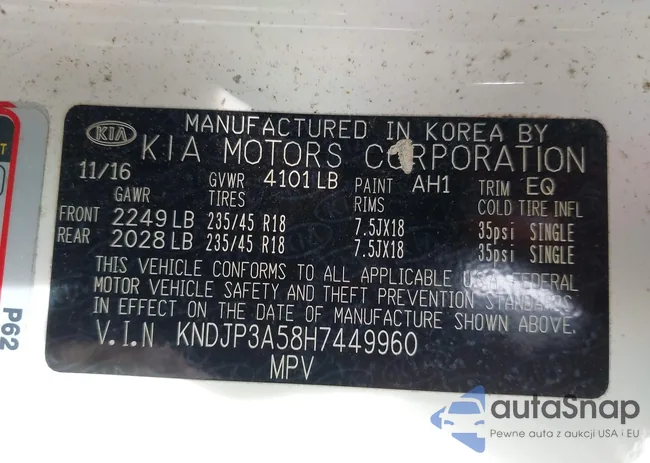 KIA
MANUFACTURED IN KOREA BY
KIA MOTORS CORPORATION
11/16 GVWR 4101 LB PAINT AH1 TRIM EQ
GAWR TIRES RIMS COLD TIRE INFL
FRONT 2249 LB 235/45 R18 7.5JX18 35psi SINGLE
REAR 2028 LB 235/45 R18 7.5JX18 35psi SINGLE
THIS VEHICLE CONFORMS TO ALL APPLICABLE U.S. FEDERAL
MOTOR VEHICLE SAFETY AND THEFT PREVENTION STANDARDS
IN EFFECT ON THE DATE OF MANUFACTURE SHOWN ABOVE.
V.I.N KNDJP3A58H7449960
MPV
P62
autaSnap
Pewne auta z aukcji USA i EU